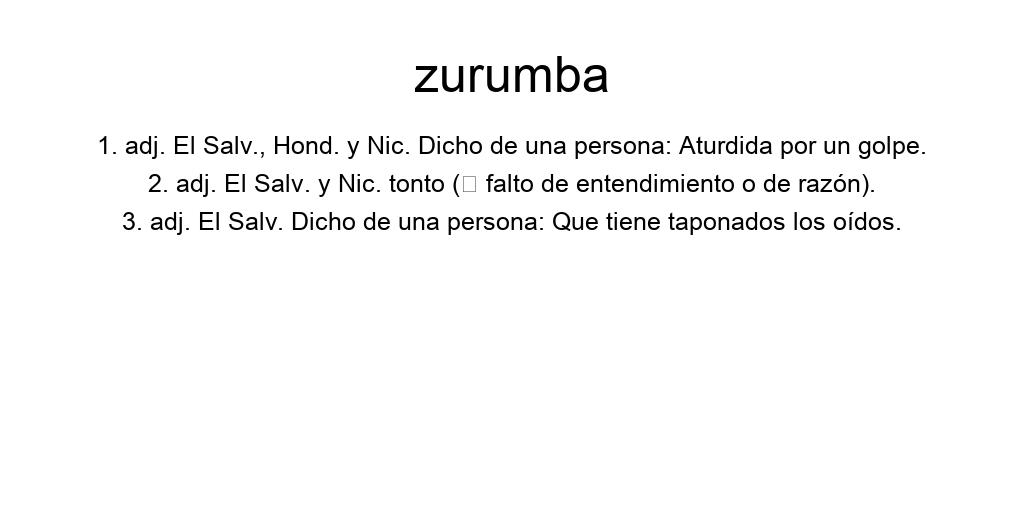 zurumba
1. adj. El Salv., Hond. y Nic. Dicho de una persona: Aturdida por un golpe.
2. adj. El Salv. y Nic. tonto (□ falto de entendimiento o de razón).
3. adj. El Salv. Dicho de una persona: Que tiene taponados los oídos.